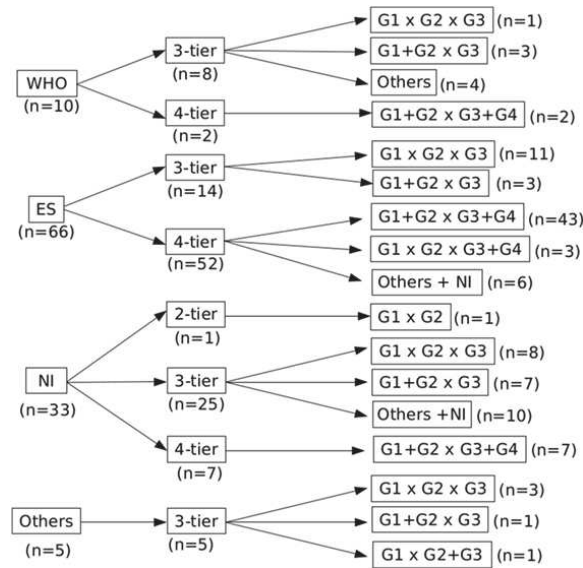 G1 x G2 x G3 (n=1)
3-tier G1+G2 x G3 (n=3)
(n=8)
WHO Others (n=4)
(n=10)
4-tier G1+G2 x G3+G4 (n=2)
(n=2)
3-tier G1 x G2 x G3 (n=11)
(n=14) G1+G2 x G3 (n=3)
ES
(n=66) G1+G2 x G3+G4 (n=43)
4-tier G1 x G2 x G3+G4 (n=3)
(n=52)
Others + NI (n=6)
2-tier G1 x G2 (n=1)
(n=1)
G1 x G2 x G3 (n=8)
NI 3-tier G1+G2 x G3 (n=7)
(n=33) (n=25)
Others +NI (n=10)
4-tier G1+G2 x G3+G4 (n=7)
(n=7)
G1 x G2 x G3 (n=3)
Others 3-tier G1+G2 x G3 (n=1)
(n=5) (n=5)
G1 x G2+G3 (n=1)